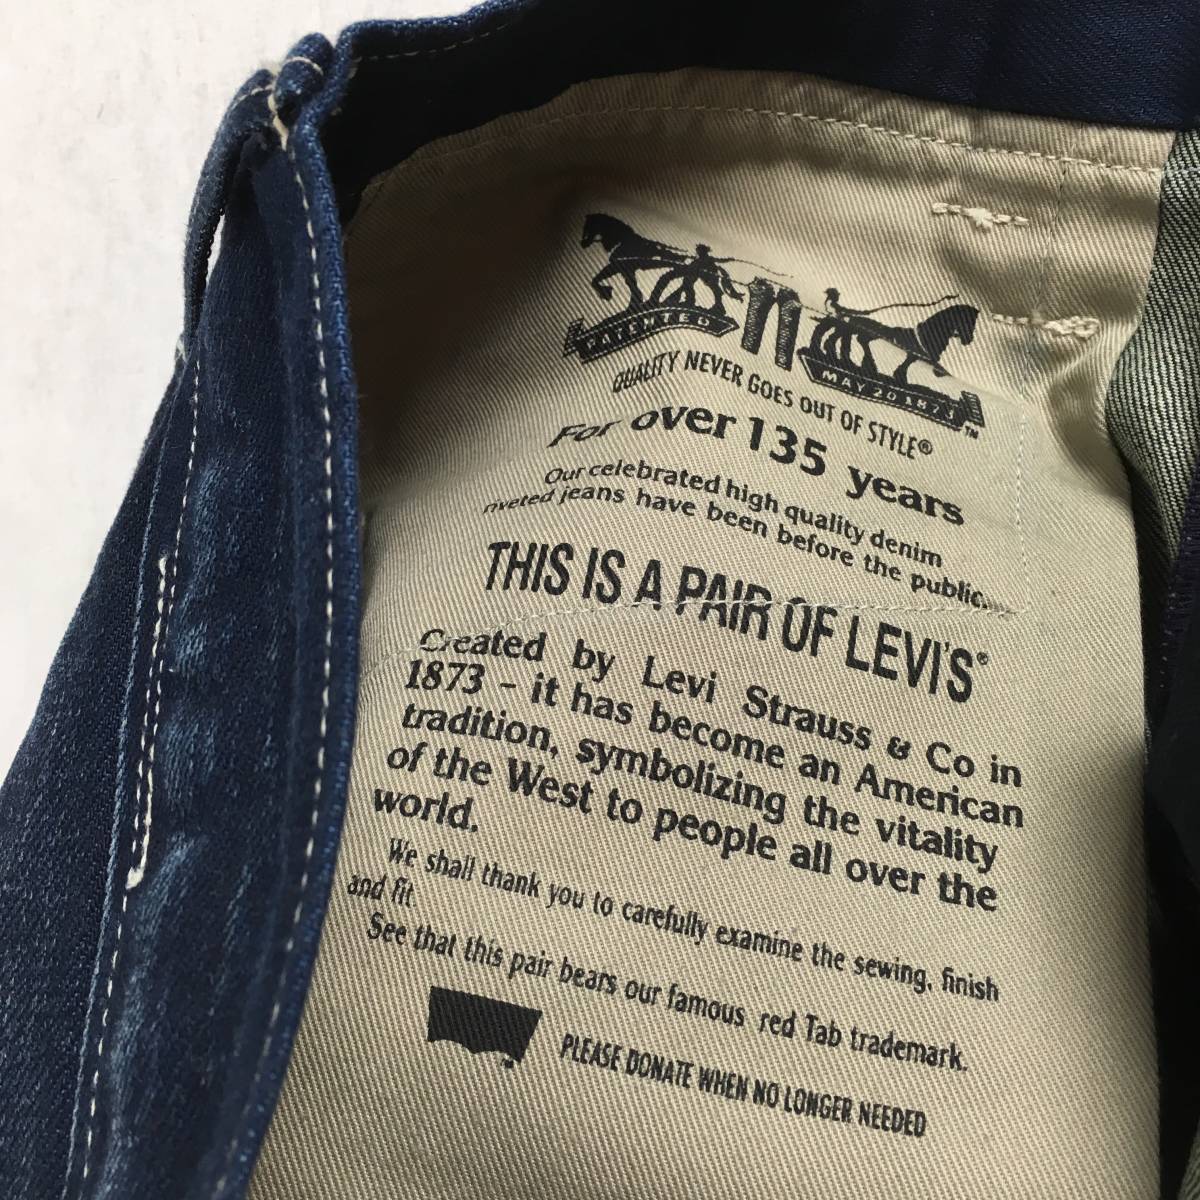 PATENTED
MAY 20 1873
TM
QUALITY NEVER GOES OUT OF STYLE®
For over 135 years
Our celebrated high quality denim
riveted jeans have been before the public....
THIS IS A PAIR OF LEVI'S®
Created by Levi Strauss & Co in
1873 - it has become an American
tradition, symbolizing the vitality
of the West to people all over the
world.
We shall thank you to carefully examine the sewing, finish
and fit
See that this pair bears our famous red Tab trademark.
PLEASE DONATE WHEN NO LONGER NEEDED